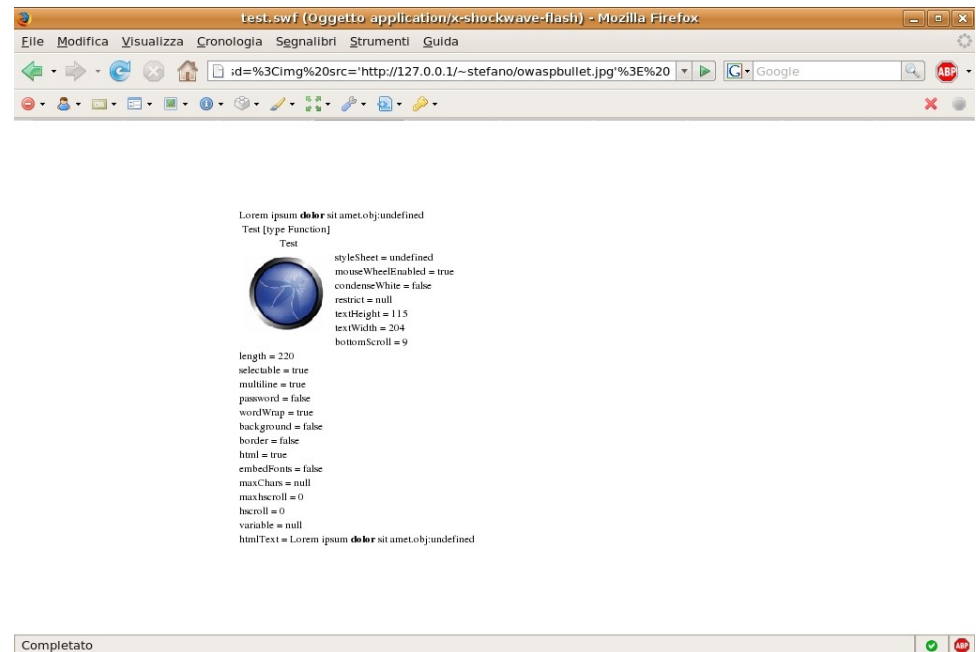 test.swf (Oggetto application/x-shockwave-flash) - Mozilla Firefox
File Modifica Visualizza Cronologia Segnalibri Strumenti Guida
;d=%3Cimg%20src='http://127.0.0.1/~stefano/owaspbullet.jpg'%3E%20
G Google
ABP
Lorem ipsum dolor sit amet.obj:undefined
Test [type Function]
Test
styleSheet = undefined
mouseWheelEnabled = true
condenseWhite = false
restrict = null
textHeight = 115
textWidth = 204
bottomScroll = 9
length = 220
selectable = true
multiline = true
password = false
wordWrap = true
background = false
border = false
html = true
embedFonts = false
maxChars = null
maxhscroll = 0
hscroll = 0
variable = null
htmlText = Lorem ipsum dolor sit amet.obj:undefined
Completato
ABP